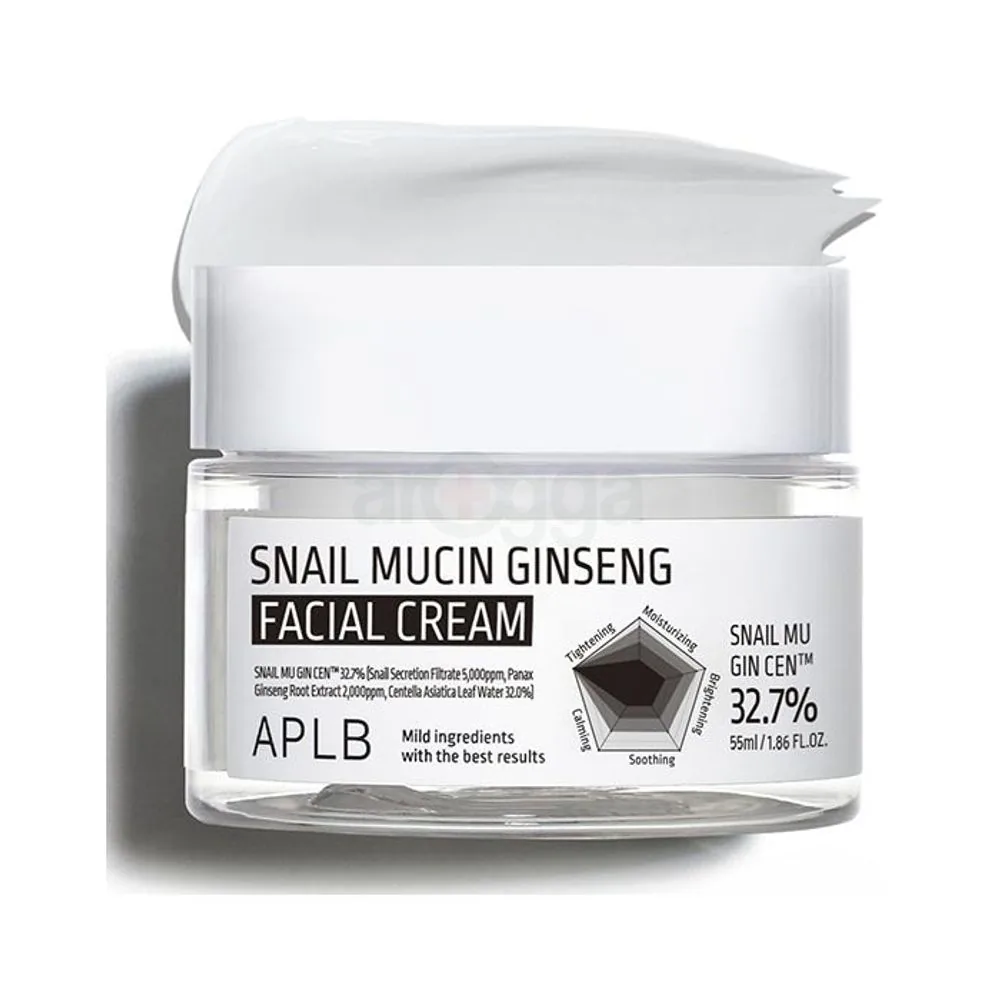 arogga
SNAIL MUCIN GINSENG
FACIAL CREAM
SNAIL MU GIN CEN™ 32.7% (Snail Secretion Filtrate 5,000ppm, Panax
Ginseng Root Extract 2,000ppm, Centella Asiatica Leaf Water 32.0%)
APLB
Mild ingredients
with the best results
Tightening
Moisturizing
Brightening
Soothing
Calming
SNAIL MU
GIN CEN™
32.7%
55ml / 1.86 FL.OZ.